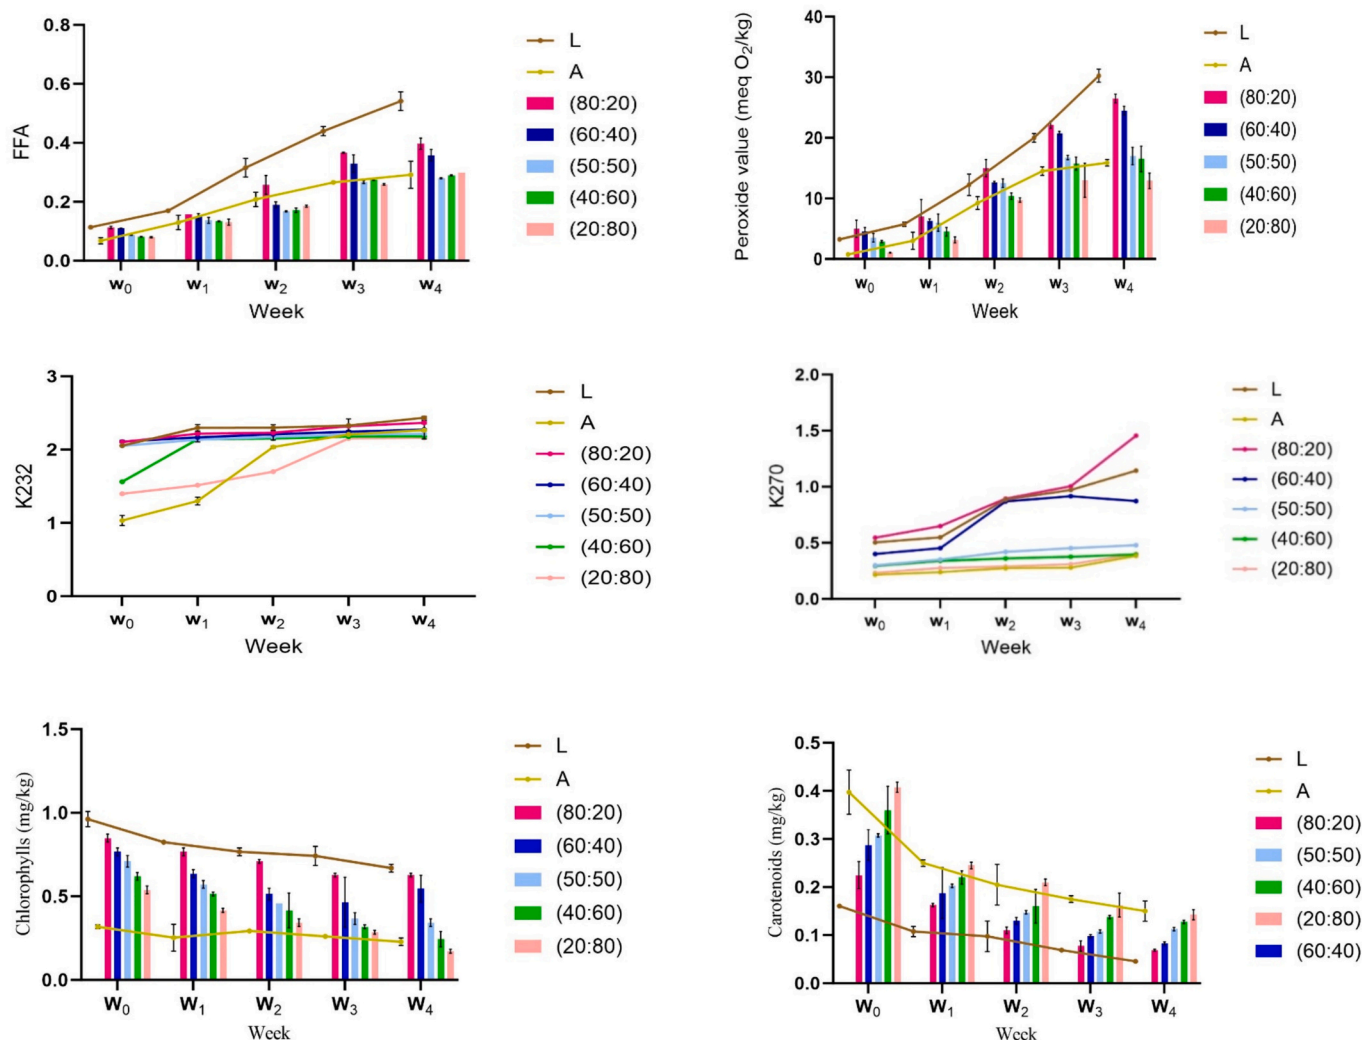 FFA
0.8
0.6
0.4
0.2
0.0
w0 w1 w2 w3 w4
Week
L
A
(80:20)
(60:40)
(50:50)
(40:60)
(20:80)
Peroxide value (meq O2/kg)
40
30
20
10
0
w0 w1 w2 w3 w4
Week
L
A
(80:20)
(60:40)
(50:50)
(40:60)
(20:80)
K232
3
2
1
0
w0 w1 w2 w3 w4
Week
L
A
(80:20)
(60:40)
(50:50)
(40:60)
(20:80)
K270
2.0
1.5
1.0
0.5
0.0
w0 w1 w2 w3 w4
Week
L
A
(80:20)
(60:40)
(50:50)
(40:60)
(20:80)
Chlorophylls (mg/kg)
1.5
1.0
0.5
0.0
W0 W1 W2 W3 W4
Week
L
A
(80:20)
(60:40)
(50:50)
(40:60)
(20:80)
Carotenoids (mg/kg)
0.5
0.4
0.3
0.2
0.1
0.0
W0 W1 W2 W3 W4
Week
L
A
(80:20)
(50:50)
(40:60)
(20:80)
(60:40)